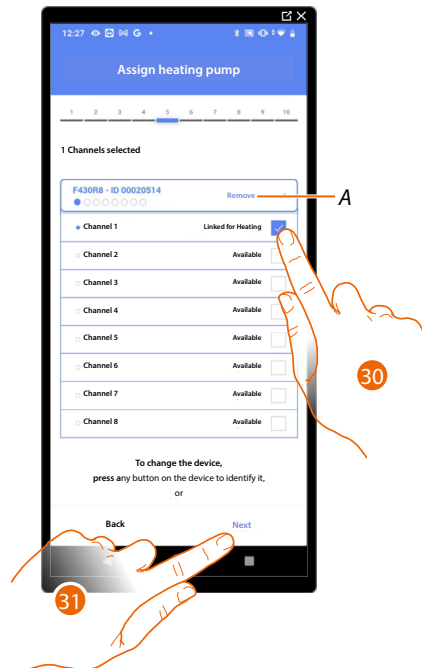 12:27 G
Assign heating pump
1 2 3 4 5 6 7 8 9 10
1 Channels selected
F430R8 - ID 00020514
Remove
A
Channel 1 Linked for Heating
Channel 2 Available
Channel 3 Available
Channel 4 Available
Channel 5 Available
Channel 6 Available
Channel 7 Available
Channel 8 Available
30
To change the device,
press any button on the device to identify it,
or
Back Next
31